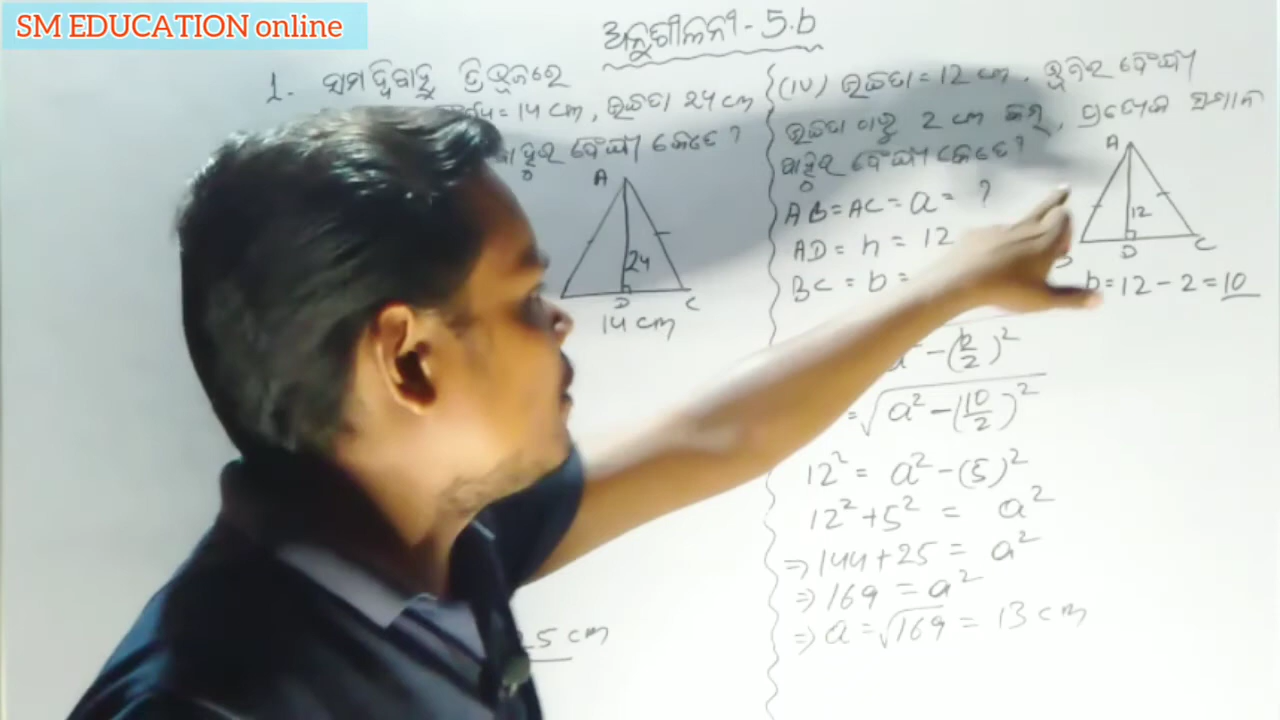 SM EDUCATION online
ଅନୁଶୀଳନୀ - 5.b
1. ସମଦ୍ବିବାହୁ ତ୍ରିଭୁଜରେ
= 14 cm, ଉଚ୍ଚତା 24 cm
ଦୈର୍ଘ୍ୟ କେତେ ?
A
24
D
C
14 cm
25 cm
(iv) ଉଚ୍ଚତା = 12 cm, ଭୂମିର ଦୈର୍ଘ୍ୟ
ଉଚ୍ଚତା ଠାରୁ 2 cm କମ୍, ପ୍ରତ୍ୟେକ ସମାନ
ବାହୁର ଦୈର୍ଘ୍ୟ କେତେ ?
AB = AC = a = ?
AD = h = 12
BC = b =
A
12
B
D
C
b = 12 - 2 = 10
a² - (b/2)²
= √a² - (10/2)²
12² = a² - (5)²
12² + 5² = a²
⇒ 144 + 25 = a²
⇒ 169 = a²
⇒ a = √169 = 13 cm